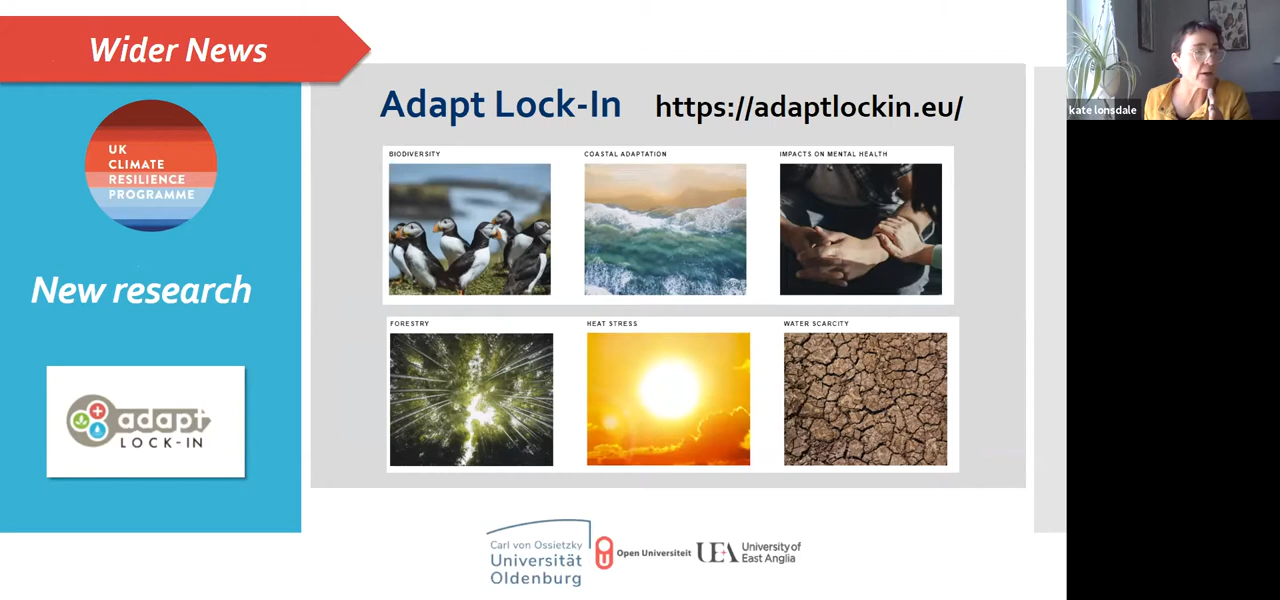 Wider News
UK
CLIMATE
RESILIENCE
PROGRAMME
New research
adapt
LOCK-IN
Adapt Lock-In https://adaptlockin.eu/
BIODIVERSITY
COASTAL ADAPTATION
IMPACTS ON MENTAL HEALTH
FORESTRY
HEAT STRESS
WATER SCARCITY
Carl von Ossietzky
Universität
Oldenburg
Open Universiteit
UEA University of
East Anglia
kate lonsdale